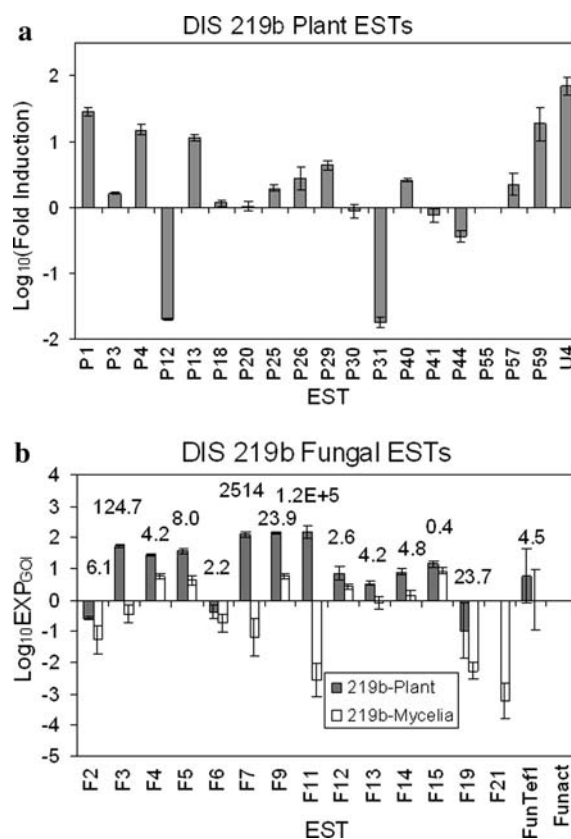 a
DIS 219b Plant ESTs
Log10(Fold Induction)
2
1
0
-1
-2
P1 P3 P4 P12 P13 P18 P20 P25 P26 P29 P30 P31 P40 P41 P44 P55 P57 P59 U4
EST
b
DIS 219b Fungal ESTs
Log10EXPGOI
4
3
2
1
0
-1
-2
-3
-4
-5
6.1 124.7 4.2 8.0 2.2 2514 23.9 1.2E+5 2.6 4.2 4.8 0.4 23.7 4.5
219b-Plant
219b-Mycelia
F2 F3 F4 F5 F6 F7 F9 F11 F12 F13 F14 F15 F19 F21 FunTef1 Funact
EST